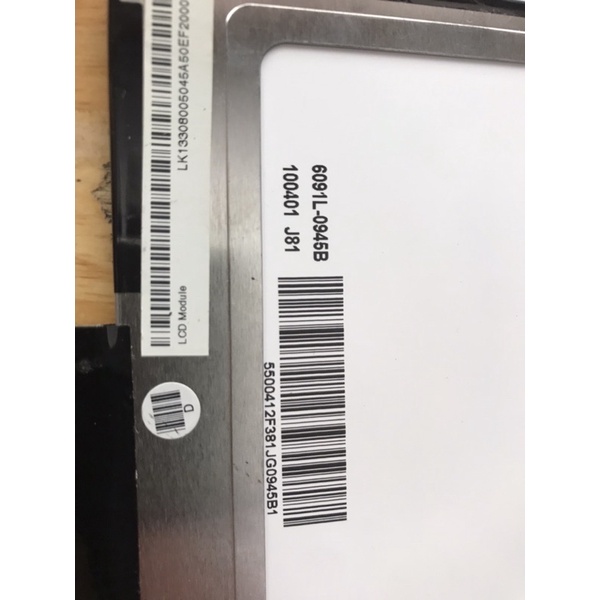 LK13308005045A50EF2000
LCD Module
6091L-0945B
100401 J81
5500412F381JG0945B1
D